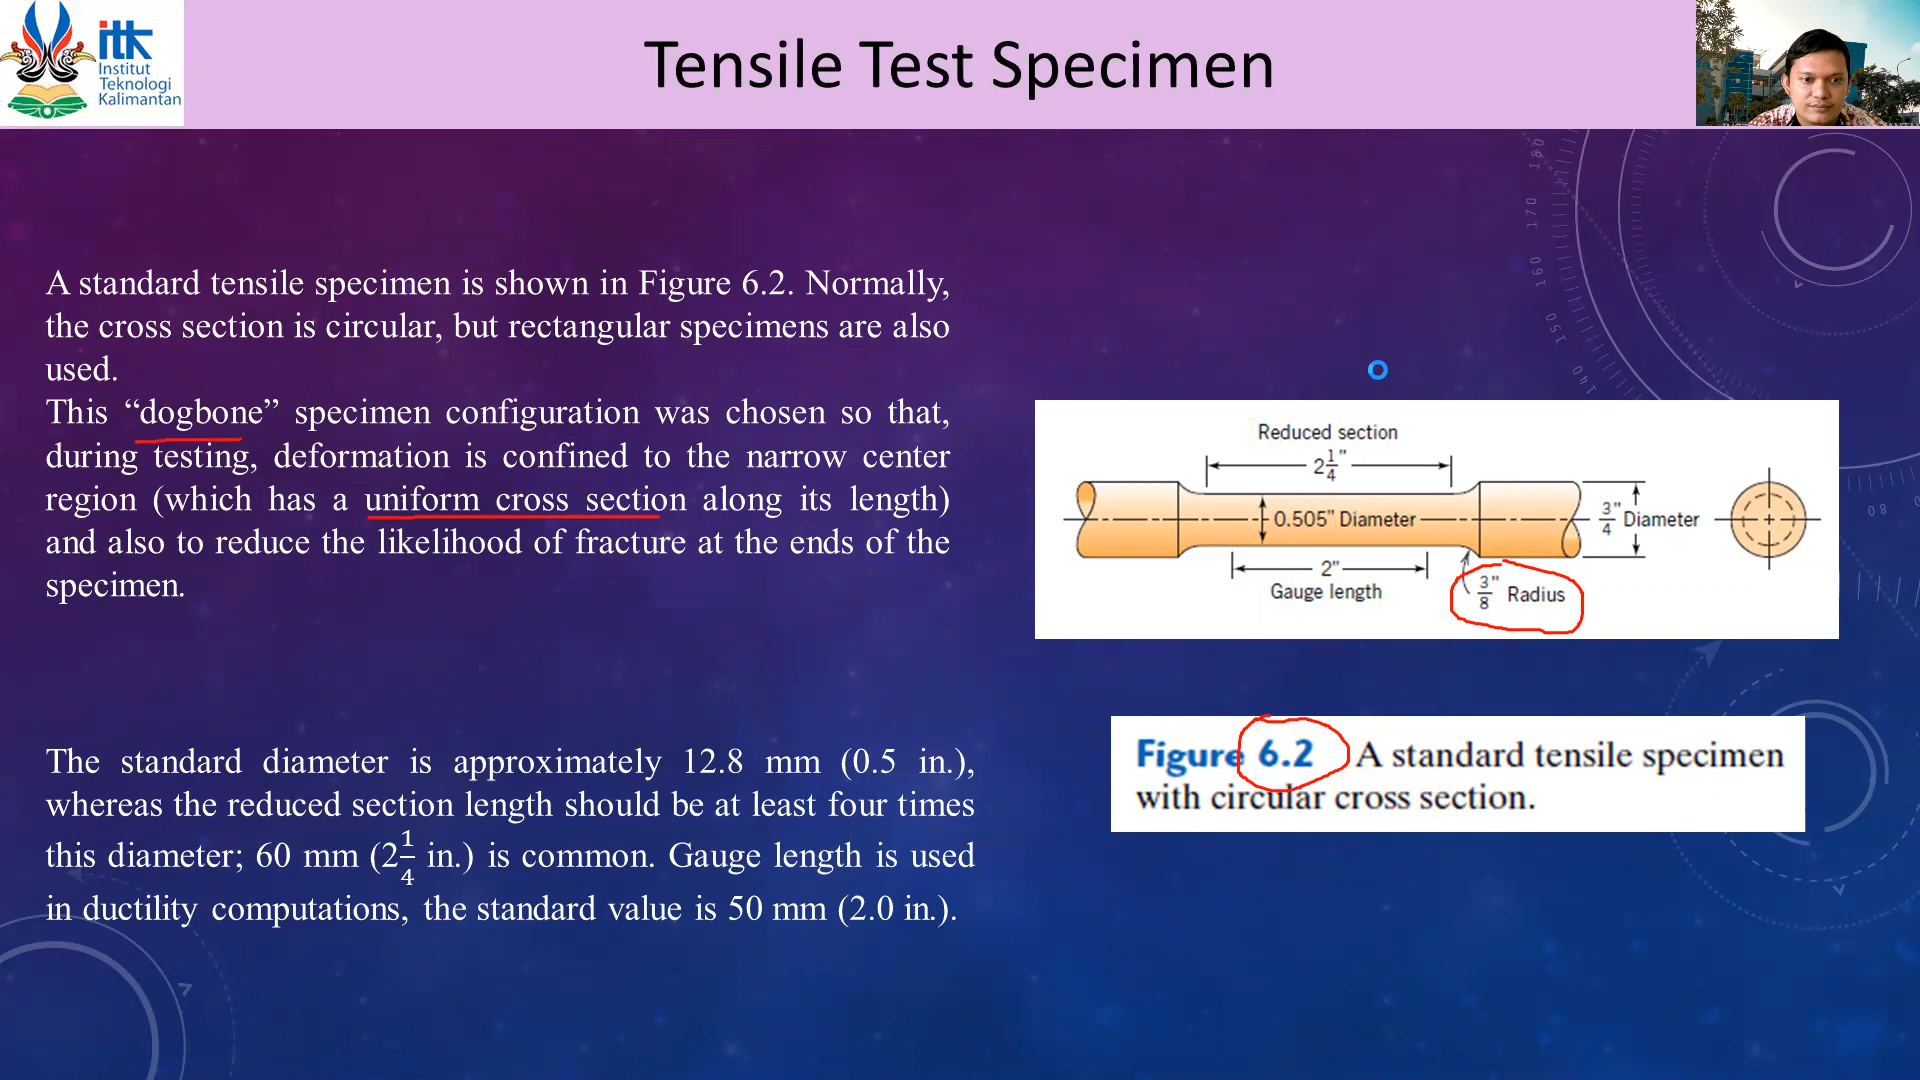 itk
Institut
Teknologi
Kalimantan
Tensile Test Specimen
A standard tensile specimen is shown in Figure 6.2. Normally,
the cross section is circular, but rectangular specimens are also
used.
This “dogbone” specimen configuration was chosen so that,
during testing, deformation is confined to the narrow center
region (which has a uniform cross section along its length)
and also to reduce the likelihood of fracture at the ends of the
specimen.
The standard diameter is approximately 12.8 mm (0.5 in.),
whereas the reduced section length should be at least four times
this diameter; 60 mm (2 1/4 in.) is common. Gauge length is used
in ductility computations, the standard value is 50 mm (2.0 in.).
Reduced section
2 1/4"
0.505" Diameter
3/4" Diameter
2"
Gauge length
3/8" Radius
Figure 6.2 A standard tensile specimen
with circular cross section.
180
170
160
150
140
80